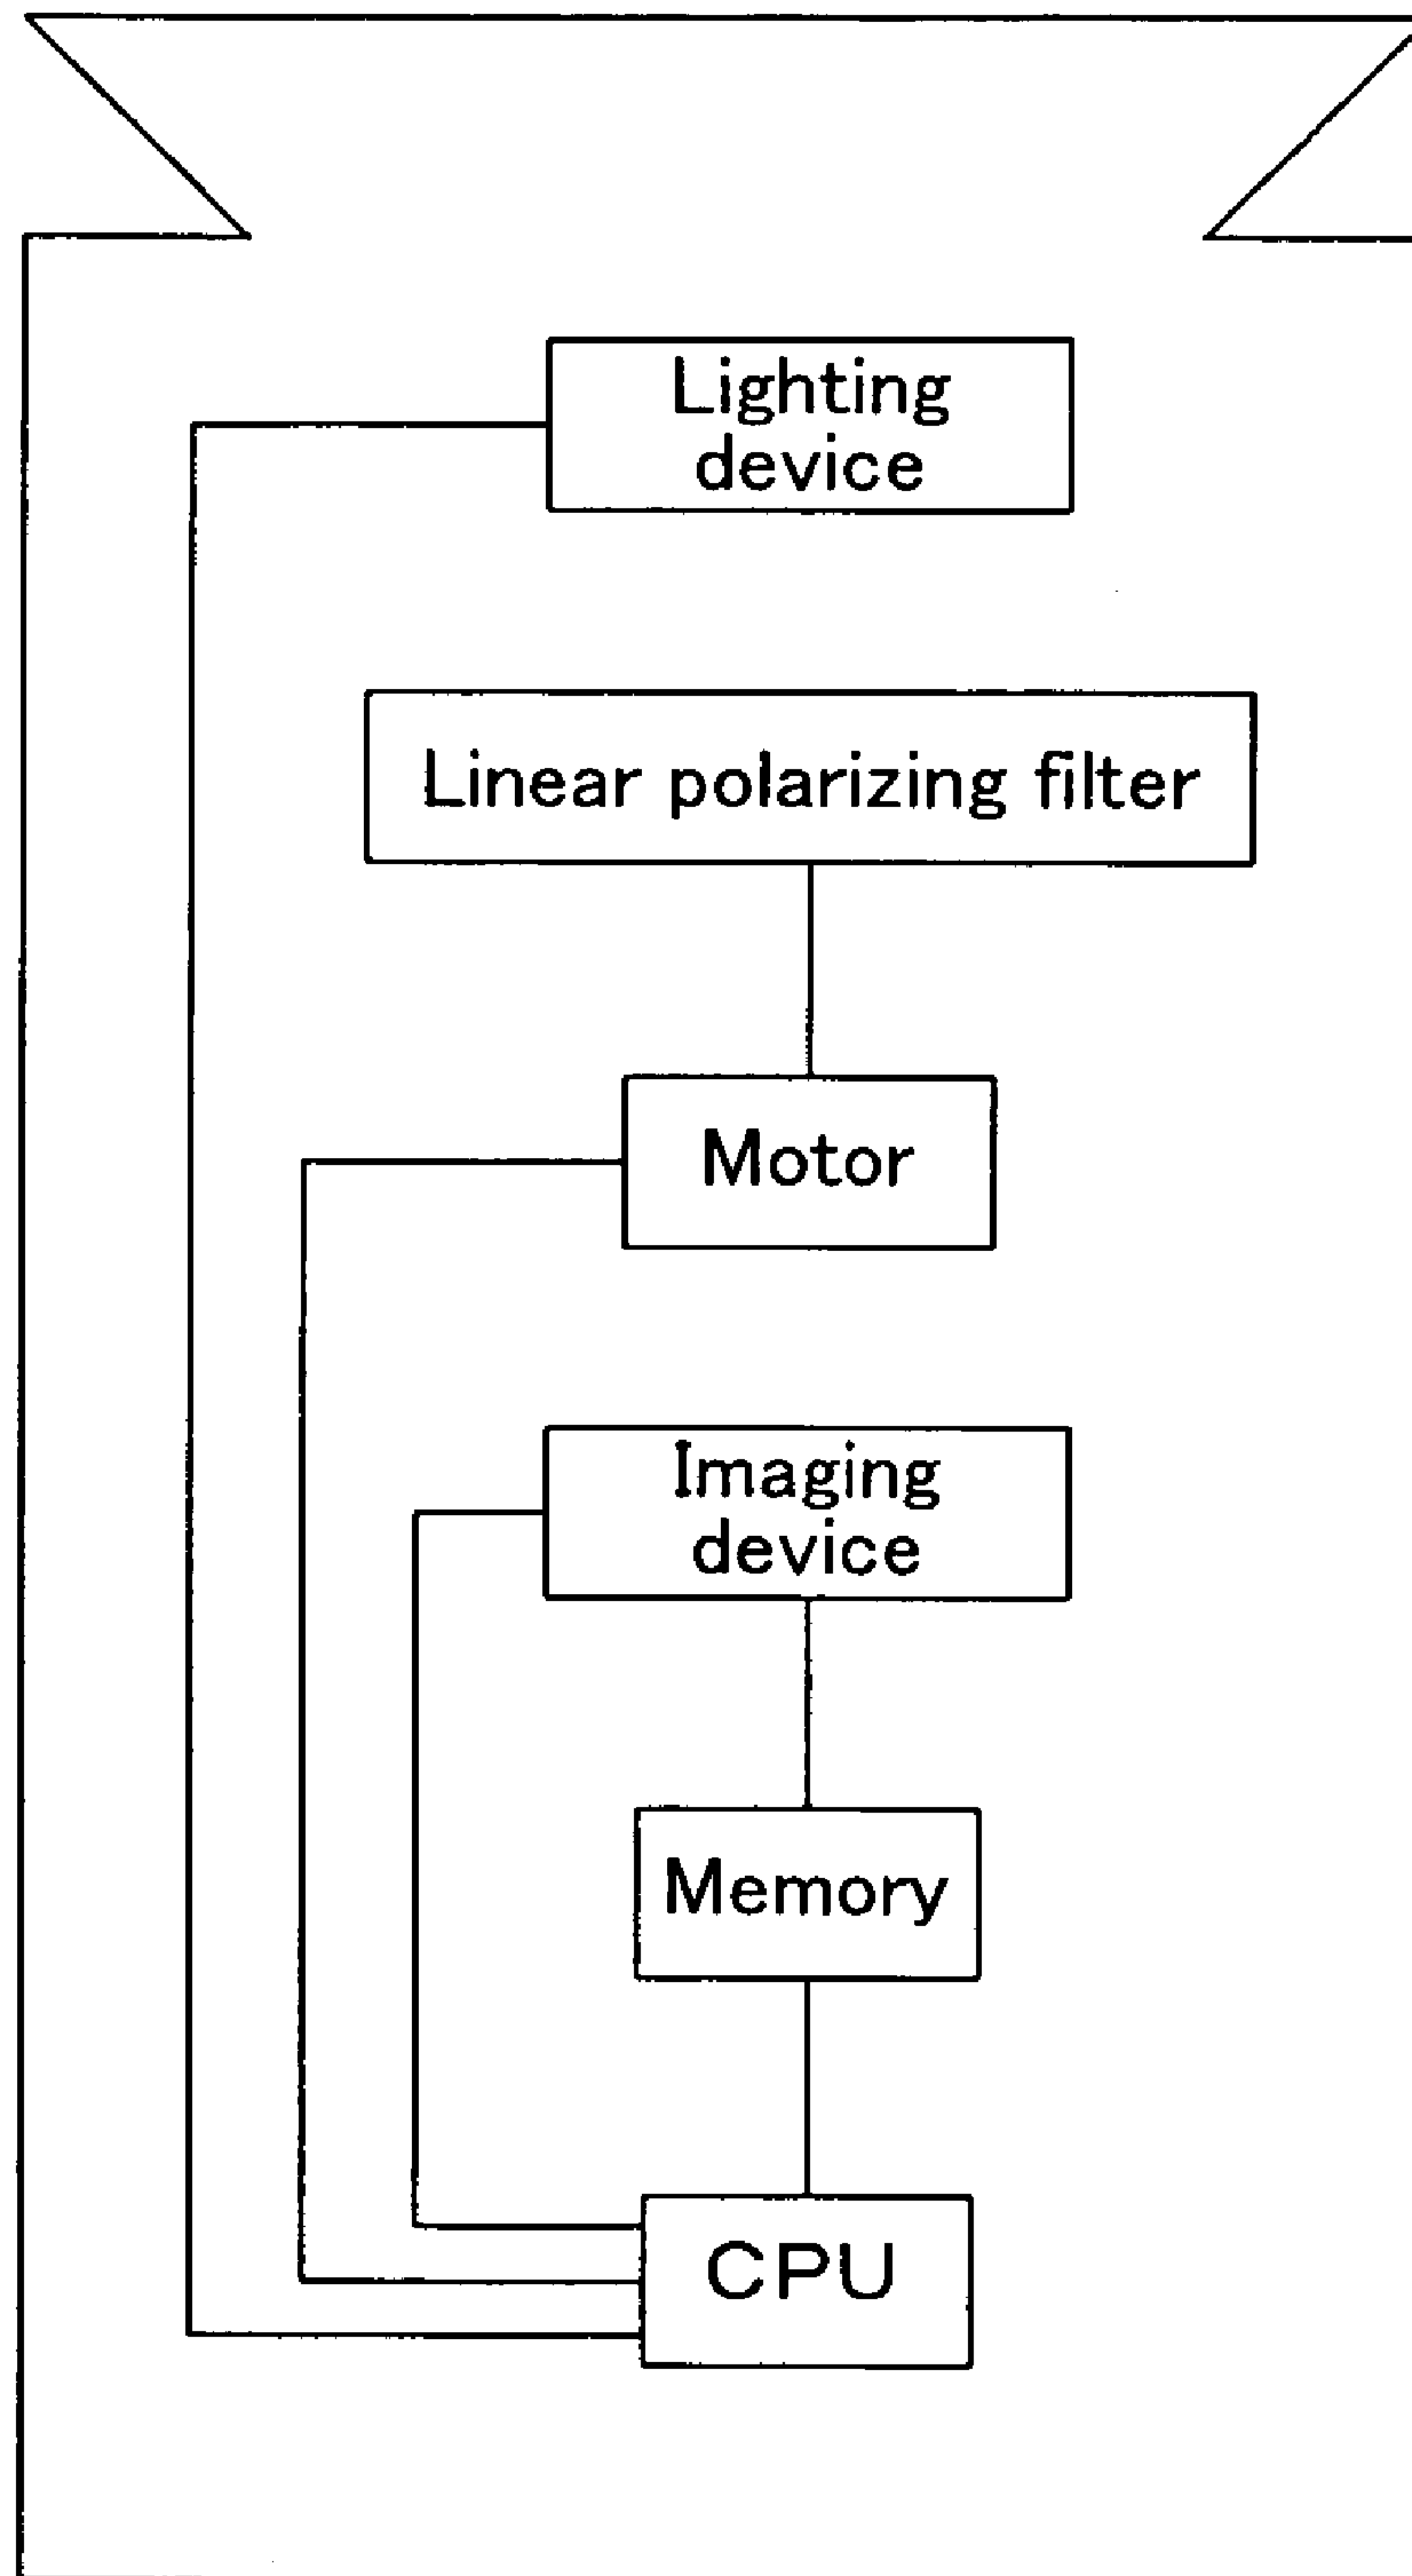 Lighting
device
Linear polarizing filter
Motor
Imaging
device
Memory
CPU